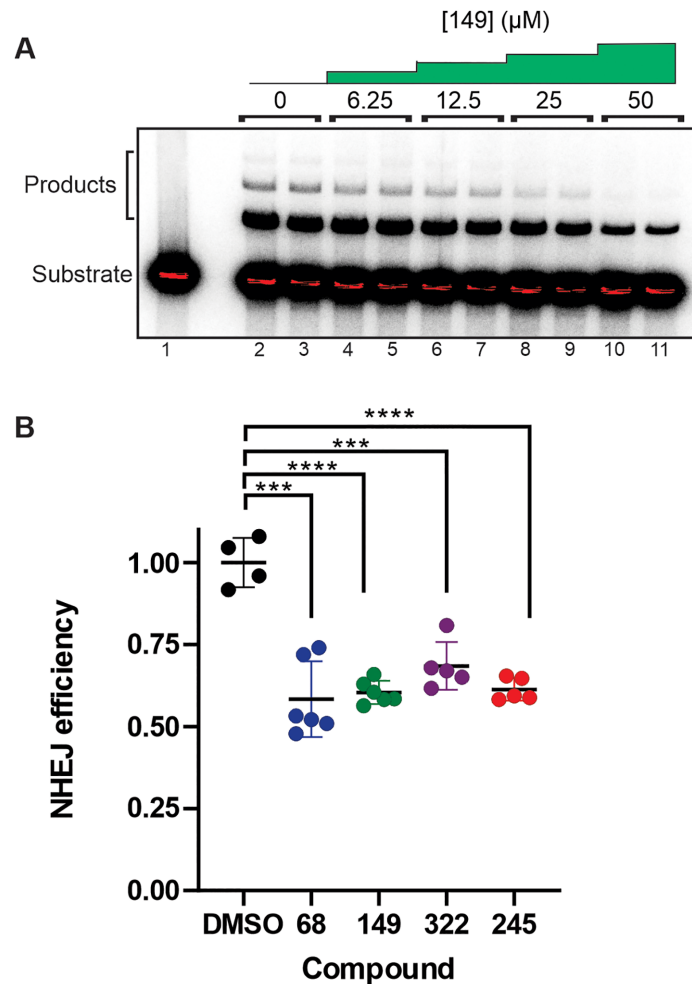 [149] (µM)
A
0 6.25 12.5 25 50
Products
Substrate
1 2 3 4 5 6 7 8 9 10 11
B
****
***
****
***
1.00
0.75
0.50
0.25
0.00
NHEJ efficiency
DMSO 68 149 322 245
Compound